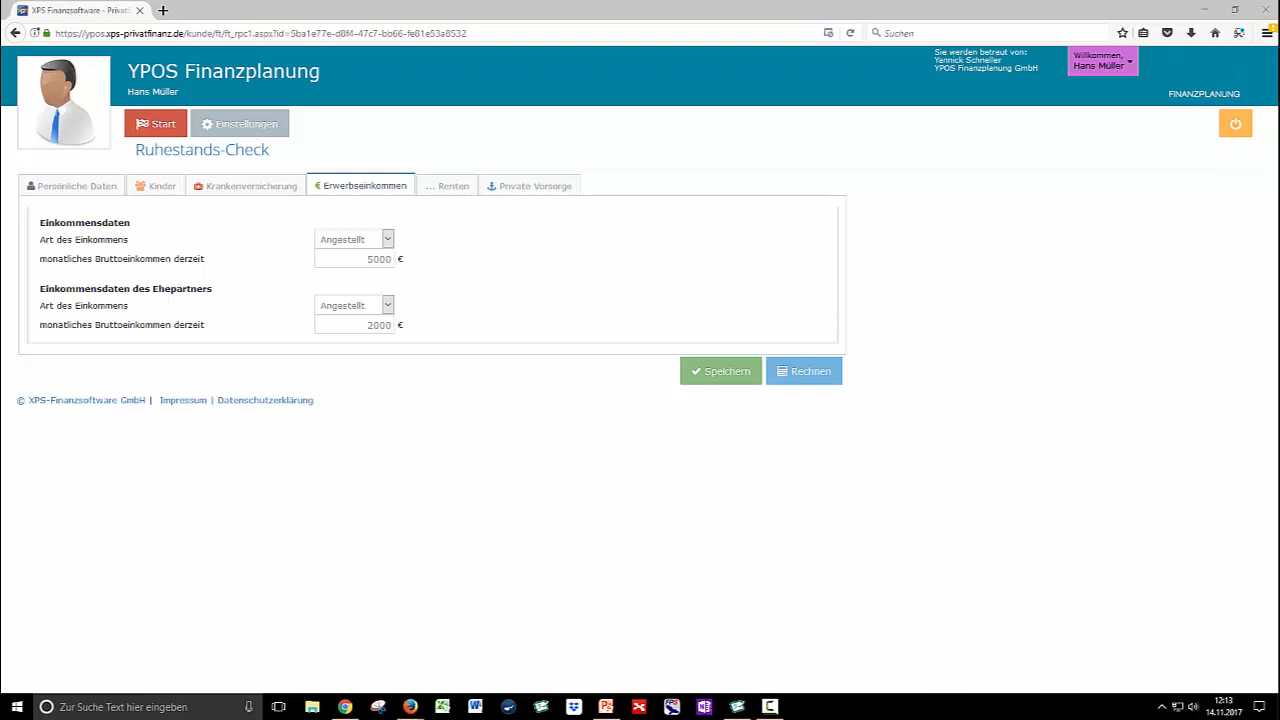 XPS Finanzsoftware - Privatf
https://ypos.xps-privatfinanz.de/kunde/ft/ft_rpc1.aspx?id=5ba1e77e-d8f4-47c7-bb66-fe81e53a8532
Suchen
YPOS Finanzplanung
Hans Müller
Sie werden betreut von:
Yannick Schneller
YPOS Finanzplanung GmbH
Willkommen,
Hans Müller
FINANZPLANUNG
Start
Einstellungen
Ruhestands-Check
Persönliche Daten
Kinder
Krankenversicherung
€ Erwerbseinkommen
... Renten
Private Vorsorge
Einkommensdaten
Art des Einkommens Angestellt
monatliches Bruttoeinkommen derzeit 5000 €
Einkommensdaten des Ehepartners
Art des Einkommens Angestellt
monatliches Bruttoeinkommen derzeit 2000 €
Speichern
Rechnen
© XPS-Finanzsoftware GmbH | Impressum | Datenschutzerklärung
Zur Suche Text hier eingeben
12:13
14.11.2017